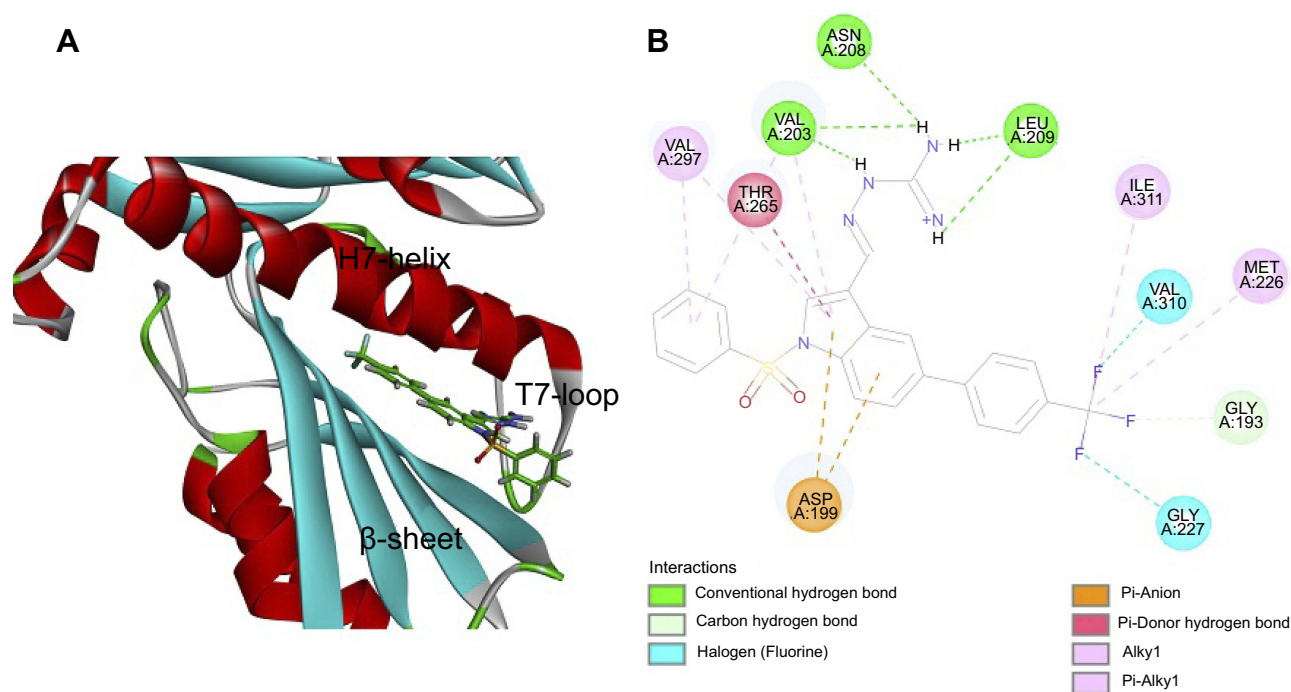 A
H7-helix
T7-loop
β-sheet
B
ASN
A:208
VAL
A:203
LEU
A:209
VAL
A:297
THR
A:265
ILE
A:311
MET
A:226
VAL
A:310
GLY
A:193
GLY
A:227
ASP
A:199
H
N H
H
N
N
+N
H
N
S
O O
F
F
F
Interactions
Conventional hydrogen bond
Carbon hydrogen bond
Halogen (Fluorine)
Pi-Anion
Pi-Donor hydrogen bond
Alky1
Pi-Alky1